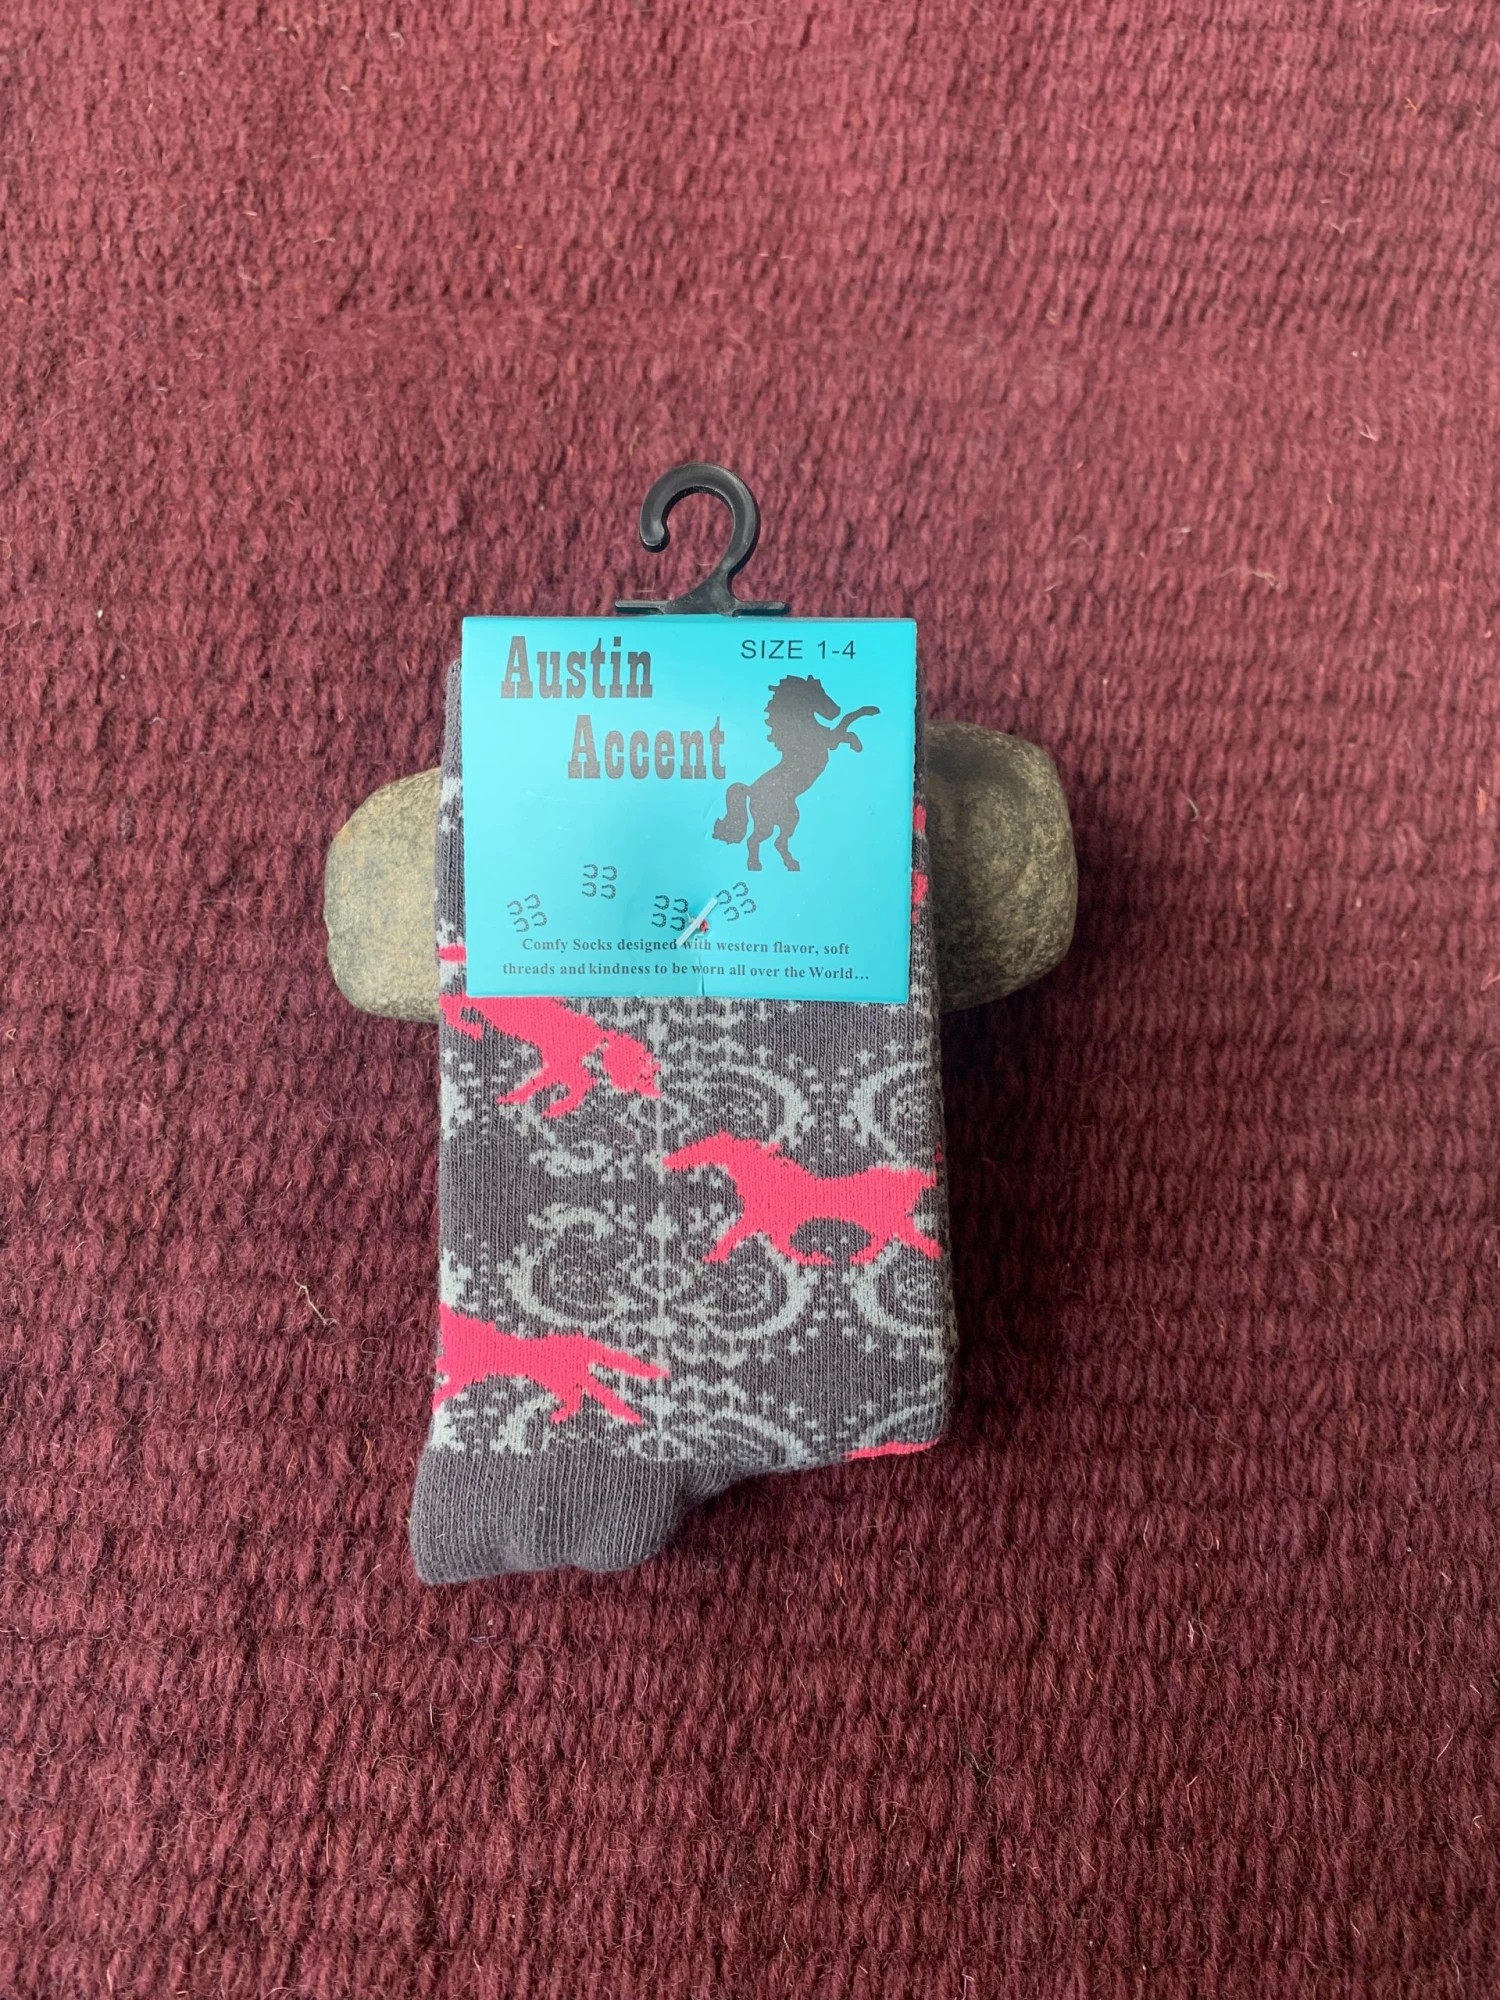 Austin
SIZE 1-4
Accent
Comfy Socks designed with western flavor, soft
threads and kindness to be worn all over the World...